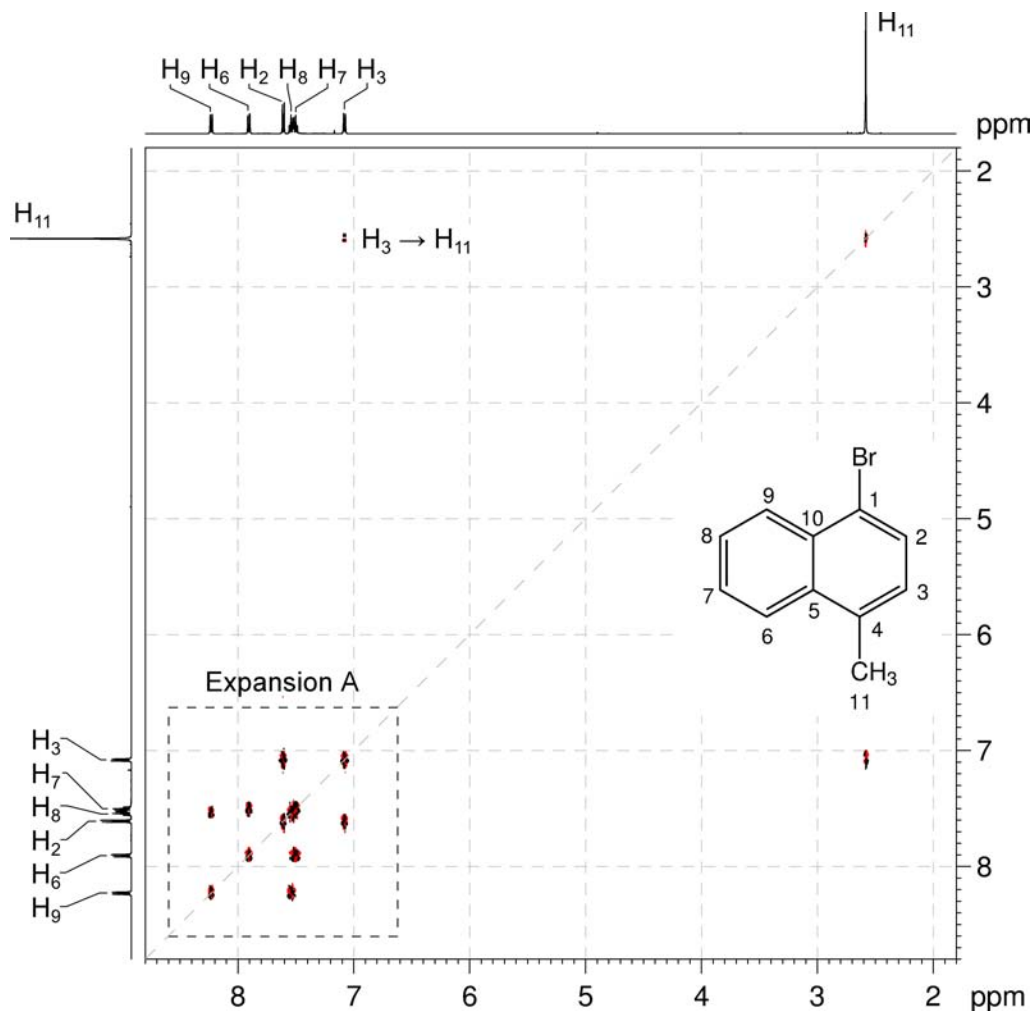 H₁₁
H₉ H₆ H₂ H₈ H₇ H₃
ppm
H₁₁
H₃ → H₁₁
2
3
4
5
6
7
8
Br
9
1
10
8
2
7
3
5
6
4
CH₃
11
Expansion A
H₃
H₇
H₈
H₂
H₆
H₉
8 7 6 5 4 3 2 ppm